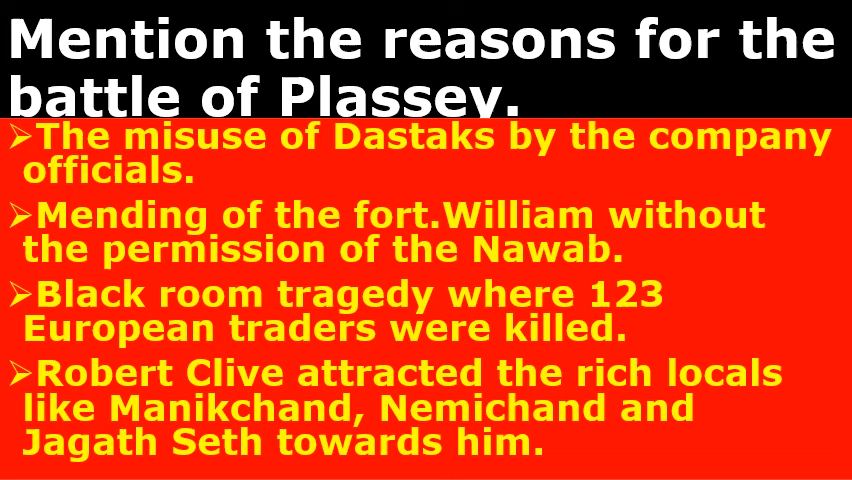 Mention the reasons for the
battle of Plassey.
➢The misuse of Dastaks by the company
officials.
➢Mending of the fort.William without
the permission of the Nawab.
➢Black room tragedy where 123
European traders were killed.
➢Robert Clive attracted the rich locals
like Manikchand, Nemichand and
Jagath Seth towards him.